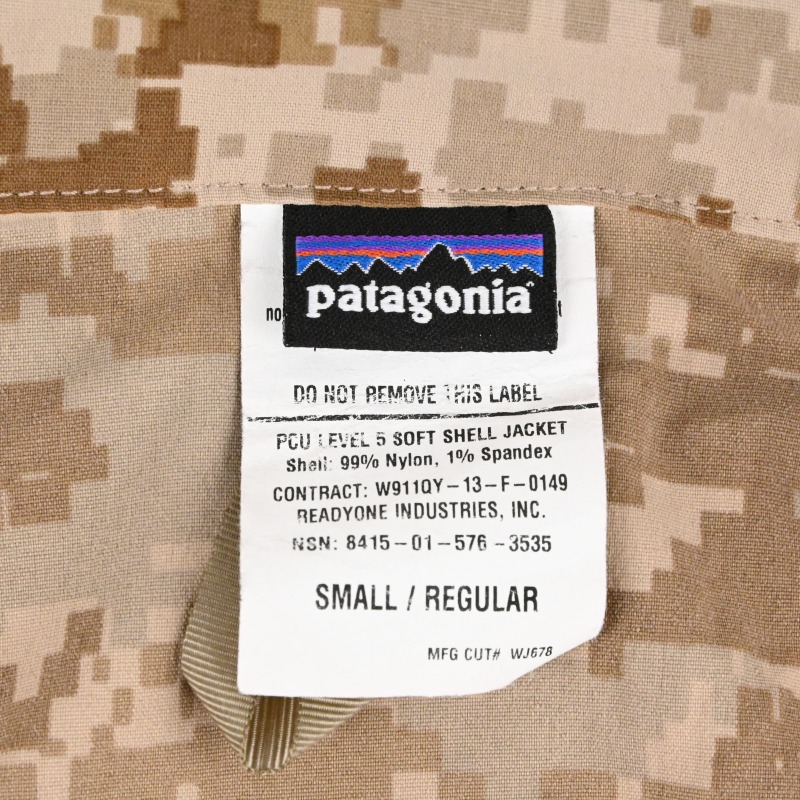 patagonia
no
DO NOT REMOVE THIS LABEL
PCU LEVEL 5 SOFT SHELL JACKET
Shell: 99% Nylon, 1% Spandex
CONTRACT: W911QY-13-F-0149
READYONE INDUSTRIES, INC.
NSN: 8415-01-576-3535
SMALL / REGULAR
MFG CUT# WJ678